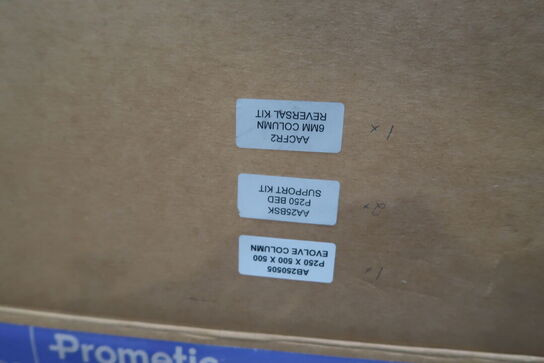 AB250505
P250 X 500 X 500
EVOLVE COLUMN
x1
AA25BSK
P250 BED
SUPPORT KIT
x2
AACFR2
6MM COLUMN
REVERSAL KIT
x1
Prometic